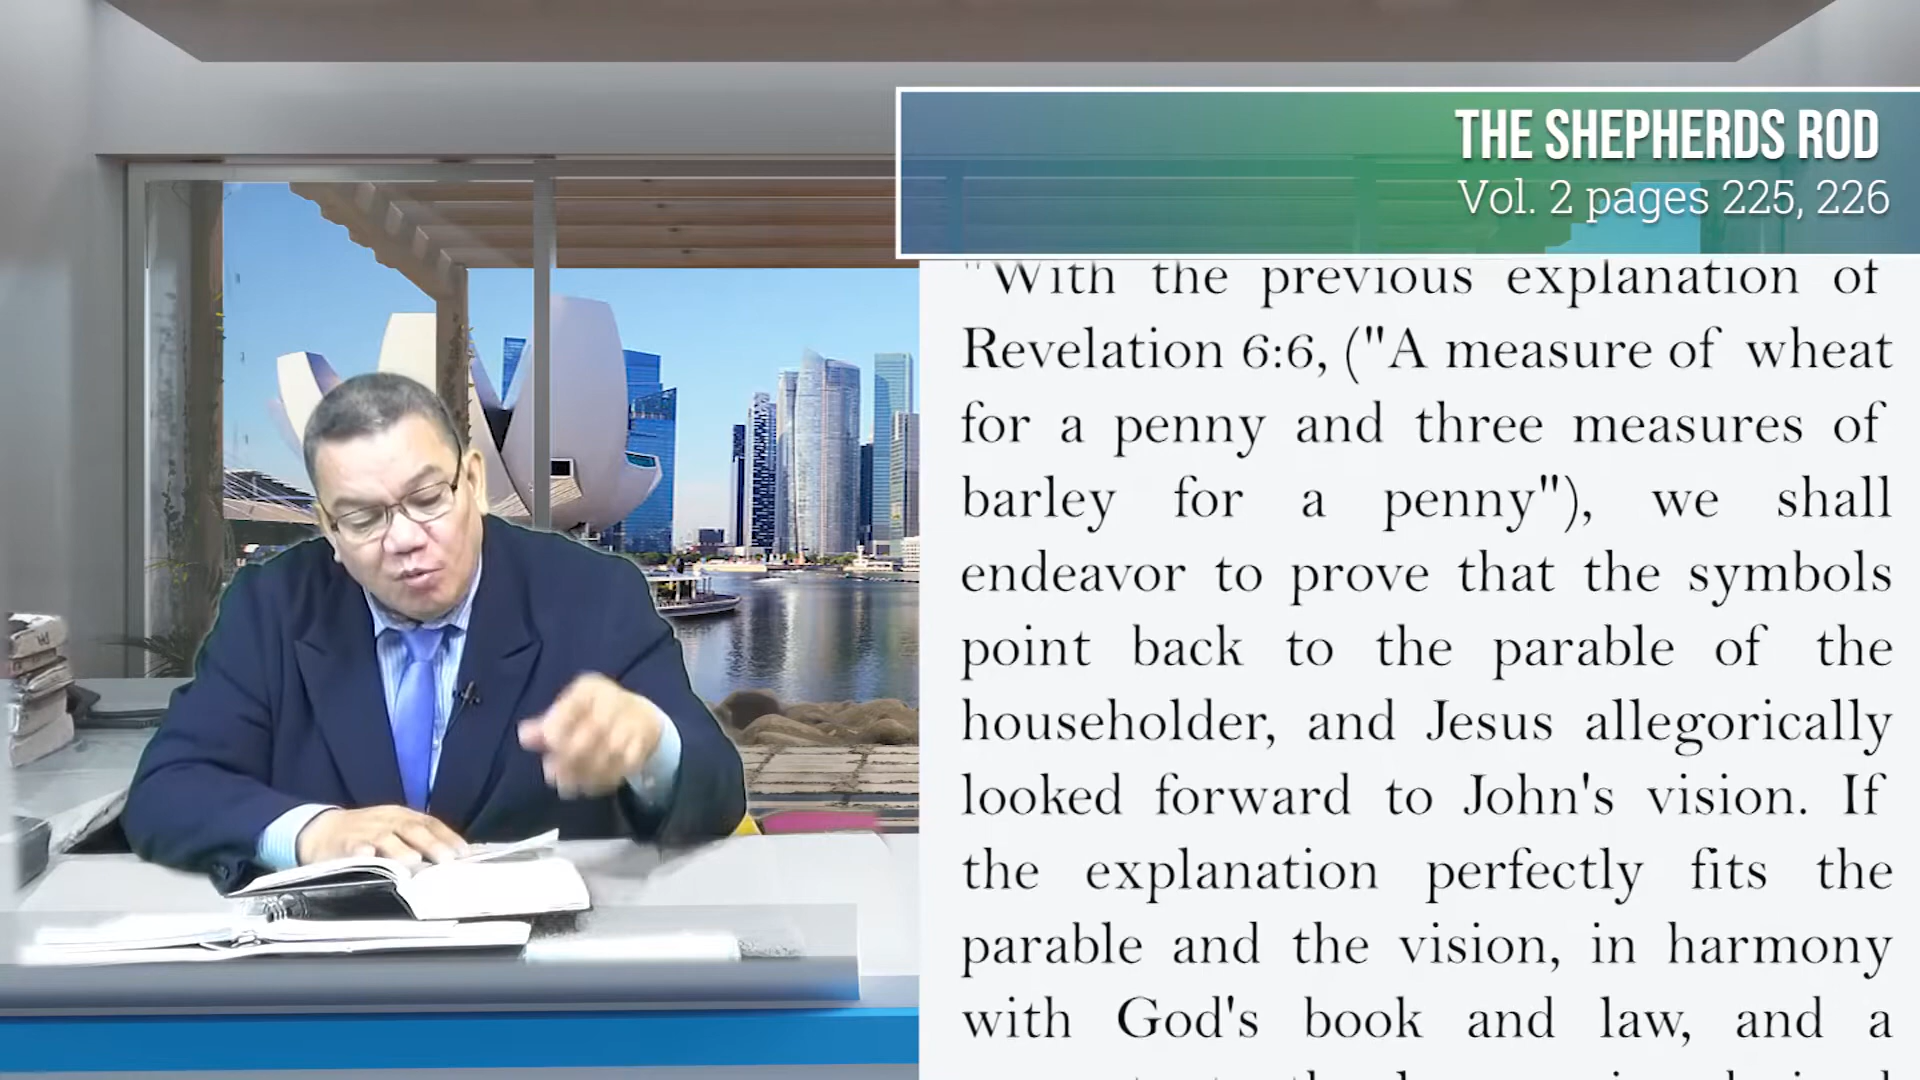 THE SHEPHERDS ROD
Vol. 2 pages 225, 226
"With the previous explanation of
Revelation 6:6, ("A measure of wheat
for a penny and three measures of
barley for a penny"), we shall
endeavor to prove that the symbols
point back to the parable of the
householder, and Jesus allegorically
looked forward to John's vision. If
the explanation perfectly fits the
parable and the vision, in harmony
with God's book and law, and a